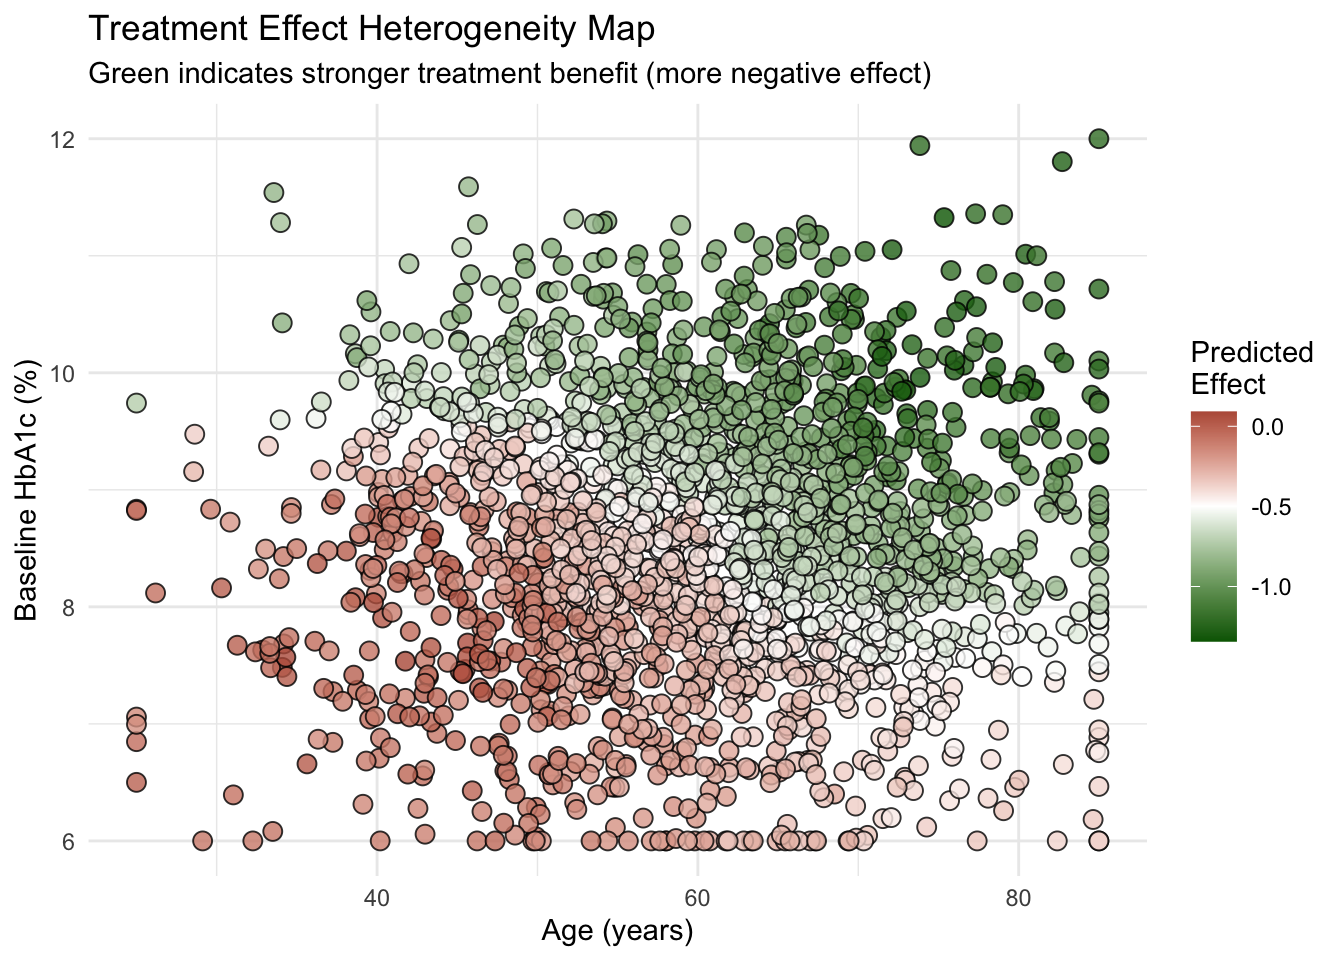 Treatment Effect Heterogeneity Map
Green indicates stronger treatment benefit (more negative effect)
12
10
8
6
Baseline HbA1c (%)
40
60
80
Age (years)
Predicted
Effect
0.0
-0.5
-1.0